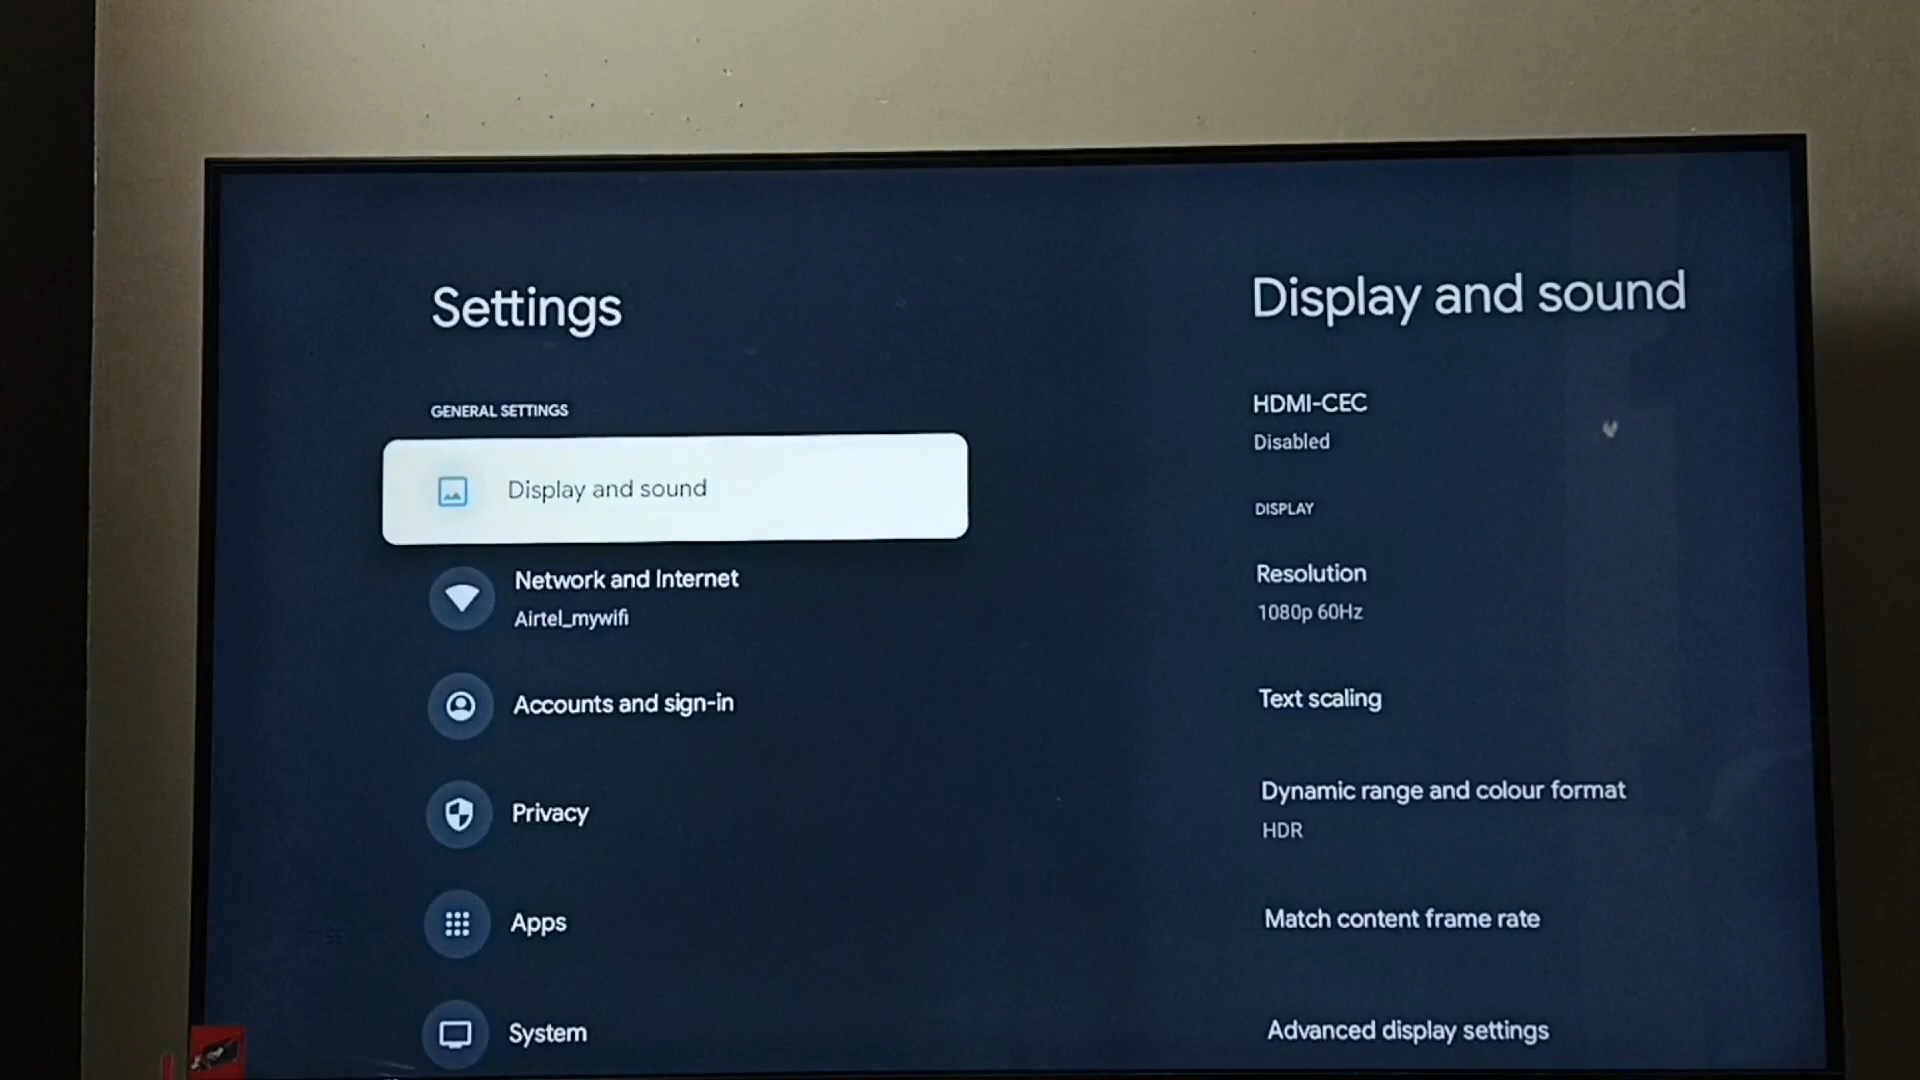 Settings
GENERAL SETTINGS
Display and sound
Network and Internet
Airtel_mywifi
Accounts and sign-in
Privacy
Apps
System
Display and sound
HDMI-CEC
Disabled
DISPLAY
Resolution
1080p 60Hz
Text scaling
Dynamic range and colour format
HDR
Match content frame rate
Advanced display settings